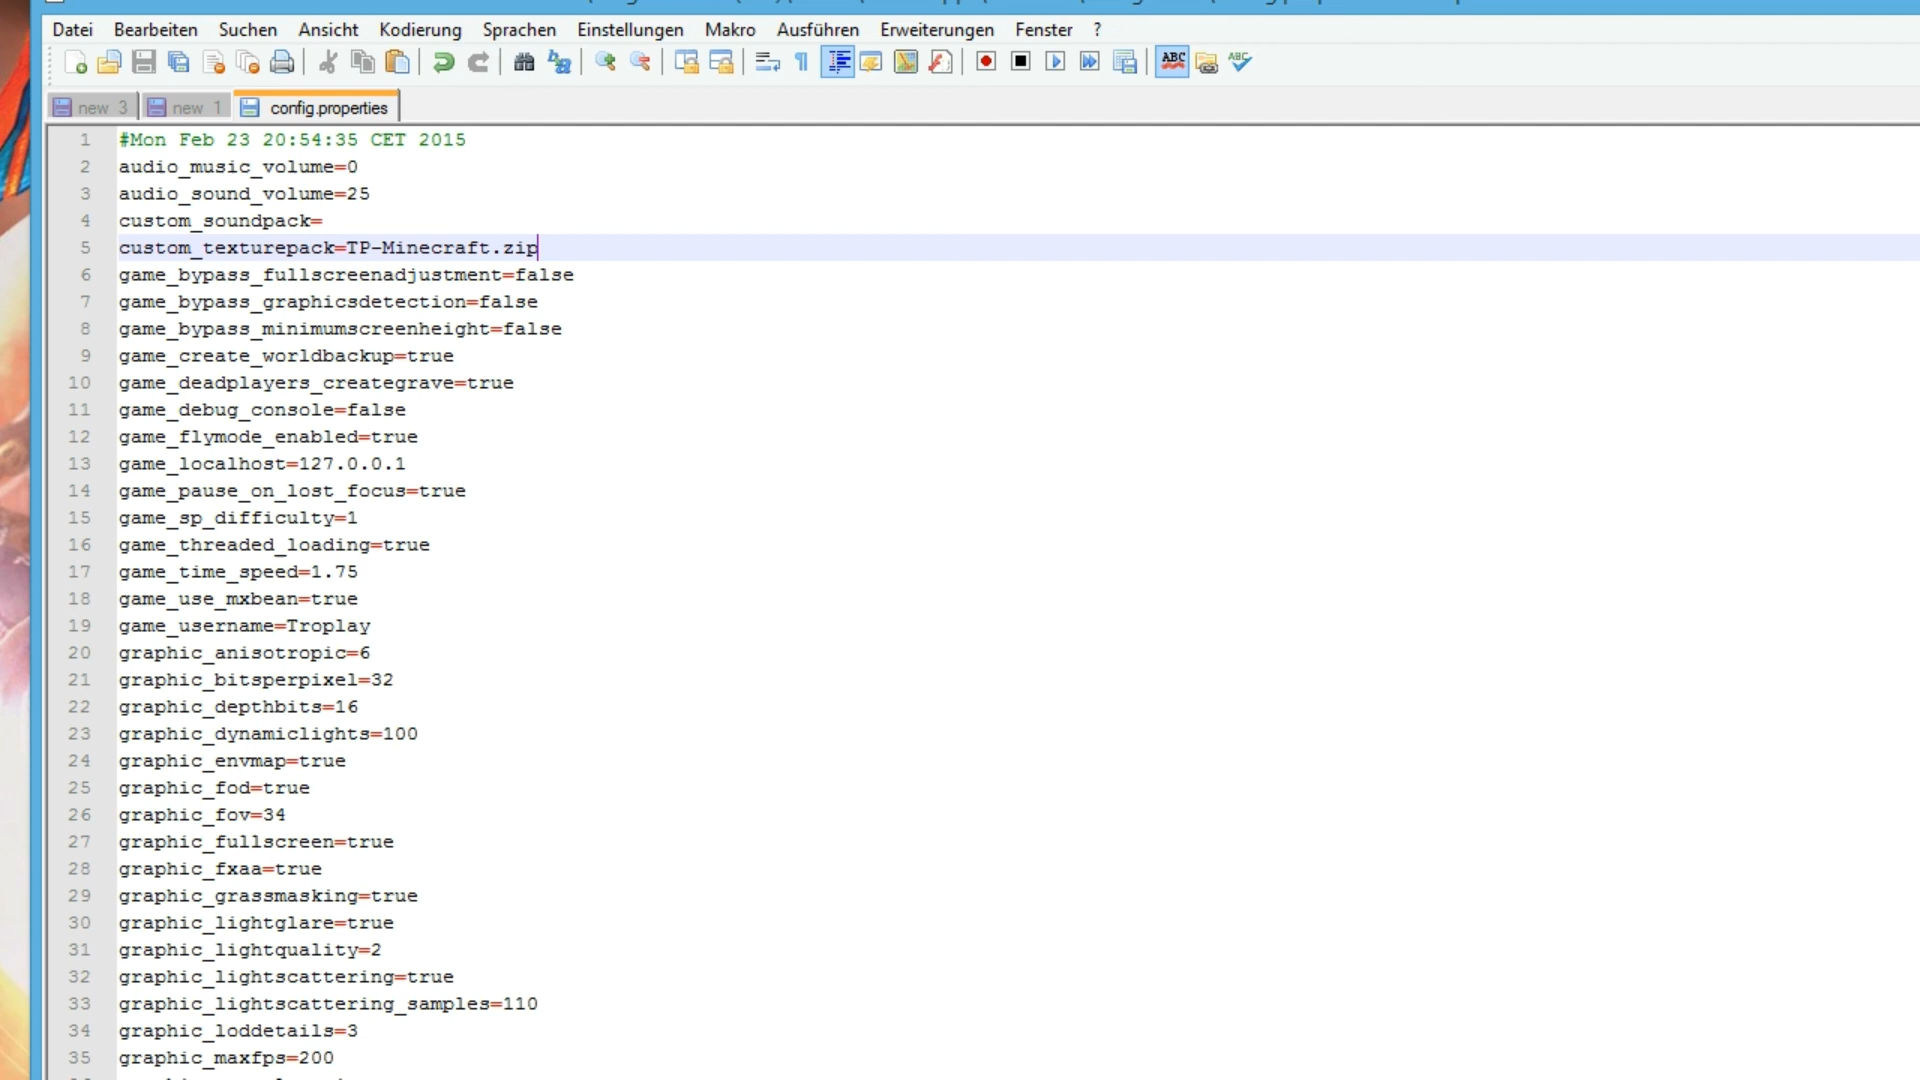 Datei Bearbeiten Suchen Ansicht Kodierung Sprachen Einstellungen Makro Ausführen Erweiterungen Fenster ?
ABC ABC
new 3 new 1 config.properties
1 #Mon Feb 23 20:54:35 CET 2015
2 audio_music_volume=0
3 audio_sound_volume=25
4 custom_soundpack=
5 custom_texturepack=TP-Minecraft.zip
6 game_bypass_fullscreenadjustment=false
7 game_bypass_graphicsdetection=false
8 game_bypass_minimumscreenheight=false
9 game_create_worldbackup=true
10 game_deadplayers_creategrave=true
11 game_debug_console=false
12 game_flymode_enabled=true
13 game_localhost=127.0.0.1
14 game_pause_on_lost_focus=true
15 game_sp_difficulty=1
16 game_threaded_loading=true
17 game_time_speed=1.75
18 game_use_mxbean=true
19 game_username=Troplay
20 graphic_anisotropic=6
21 graphic_bitsperpixel=32
22 graphic_depthbits=16
23 graphic_dynamiclights=100
24 graphic_envmap=true
25 graphic_fod=true
26 graphic_fov=34
27 graphic_fullscreen=true
28 graphic_fxaa=true
29 graphic_grassmasking=true
30 graphic_lightglare=true
31 graphic_lightquality=2
32 graphic_lightscattering=true
33 graphic_lightscattering_samples=110
34 graphic_loddetails=3
35 graphic_maxfps=200